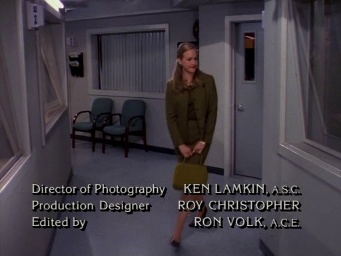 Director of Photography KEN LAMKIN, A.S.C.
Production Designer ROY CHRISTOPHER
Edited by RON VOLK, A.C.E.